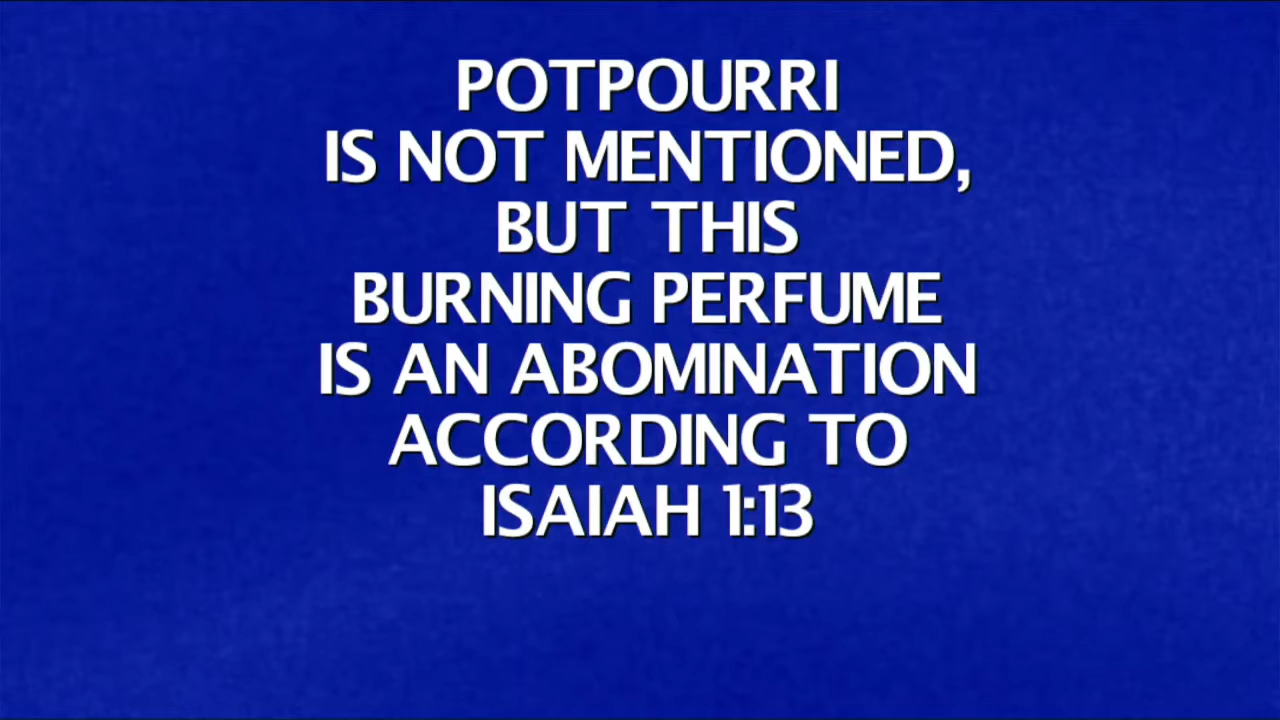 POTPOURRI
IS NOT MENTIONED,
BUT THIS
BURNING PERFUME
IS AN ABOMINATION
ACCORDING TO
ISAIAH 1:13